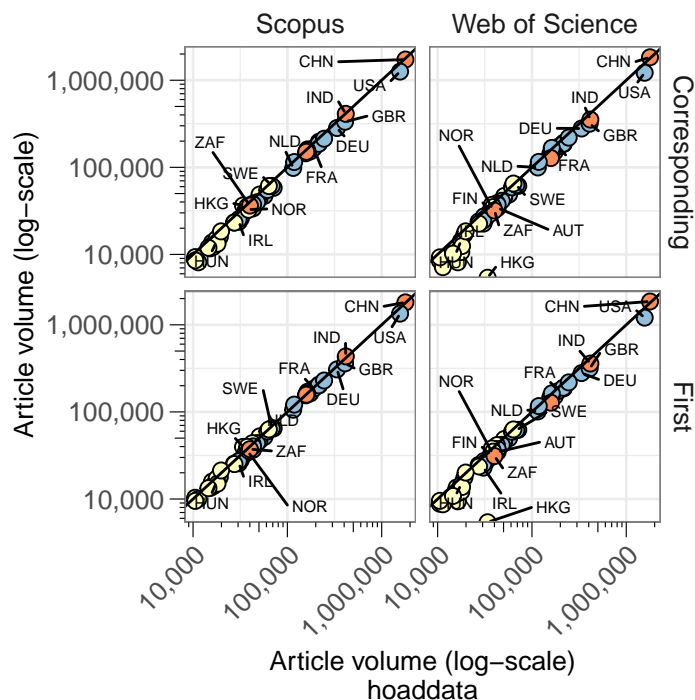 Scopus
Web of Science
CHN
USA
IND
GBR
NLD
DEU
ZAF
FRA
SWE
HKG
NOR
IRL
HUN
CHN
USA
IND
DEU
GBR
NOR
NLD
FRA
FIN
SWE
ZAF
AUT
HUN
HKG
Corresponding
CHN
USA
IND
FRA
GBR
SWE
DEU
HKG
ZAF
IRL
HUN
NOR
CHN
USA
IND
GBR
NOR
FRA
DEU
NLD
SWE
FIN
AUT
ZAF
HUN
IRL
HKG
First
1,000,000
100,000
10,000
1,000,000
100,000
10,000
Article volume (log−scale)
10,000
100,000
1,000,000
10,000
100,000
1,000,000
Article volume (log−scale)
hoaddata